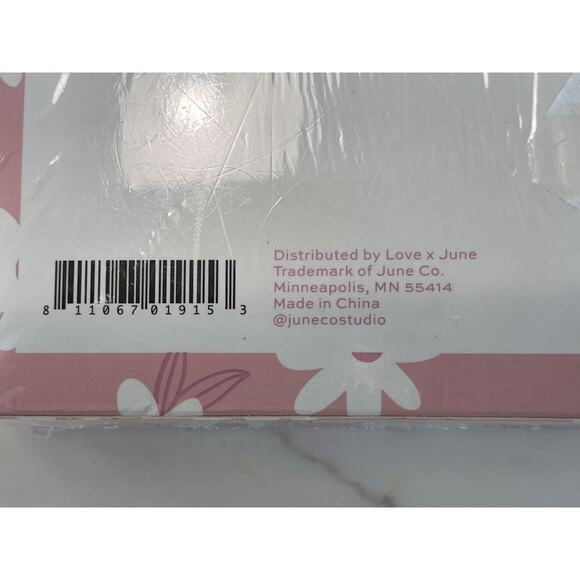 Distributed by Love x June
Trademark of June Co.
Minneapolis, MN 55414
Made in China
@junecostudio
8 11067 01915 3